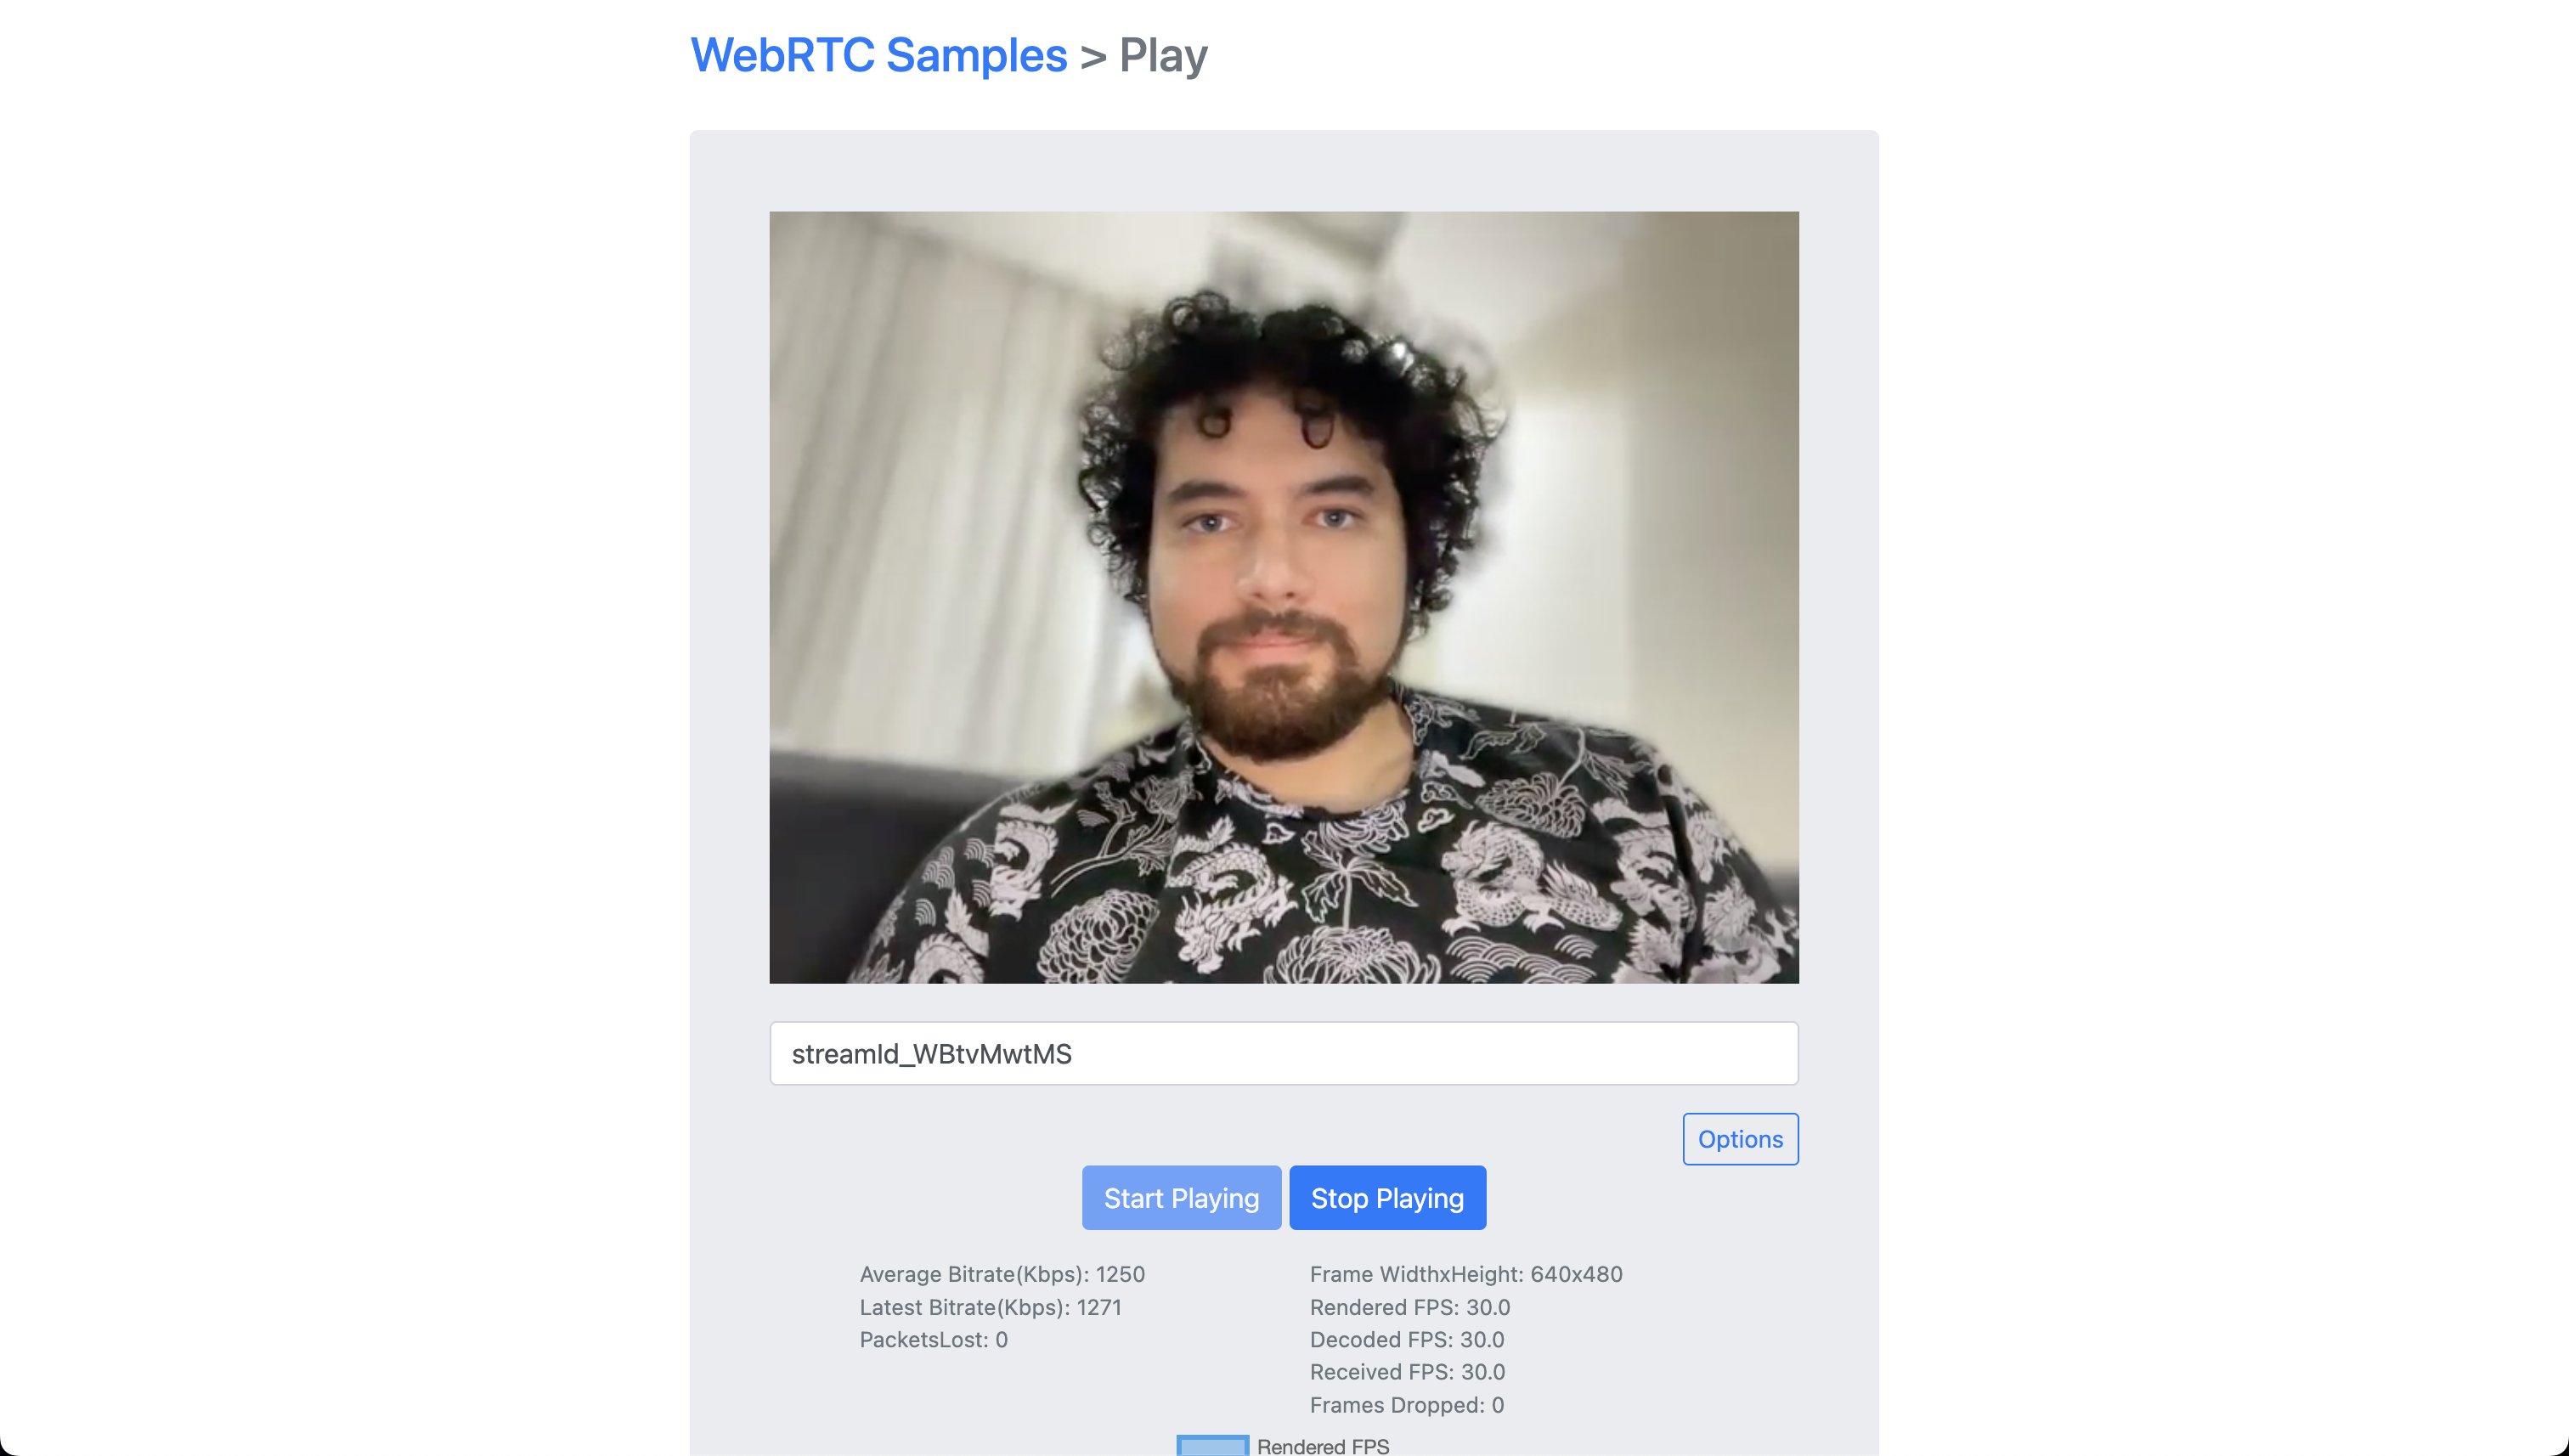 WebRTC Samples > Play
streamId_WBtvMwtMS
Options
Start Playing Stop Playing
Average Bitrate(Kbps): 1250
Latest Bitrate(Kbps): 1271
PacketsLost: 0
Frame WidthxHeight: 640x480
Rendered FPS: 30.0
Decoded FPS: 30.0
Received FPS: 30.0
Frames Dropped: 0
Rendered FPS